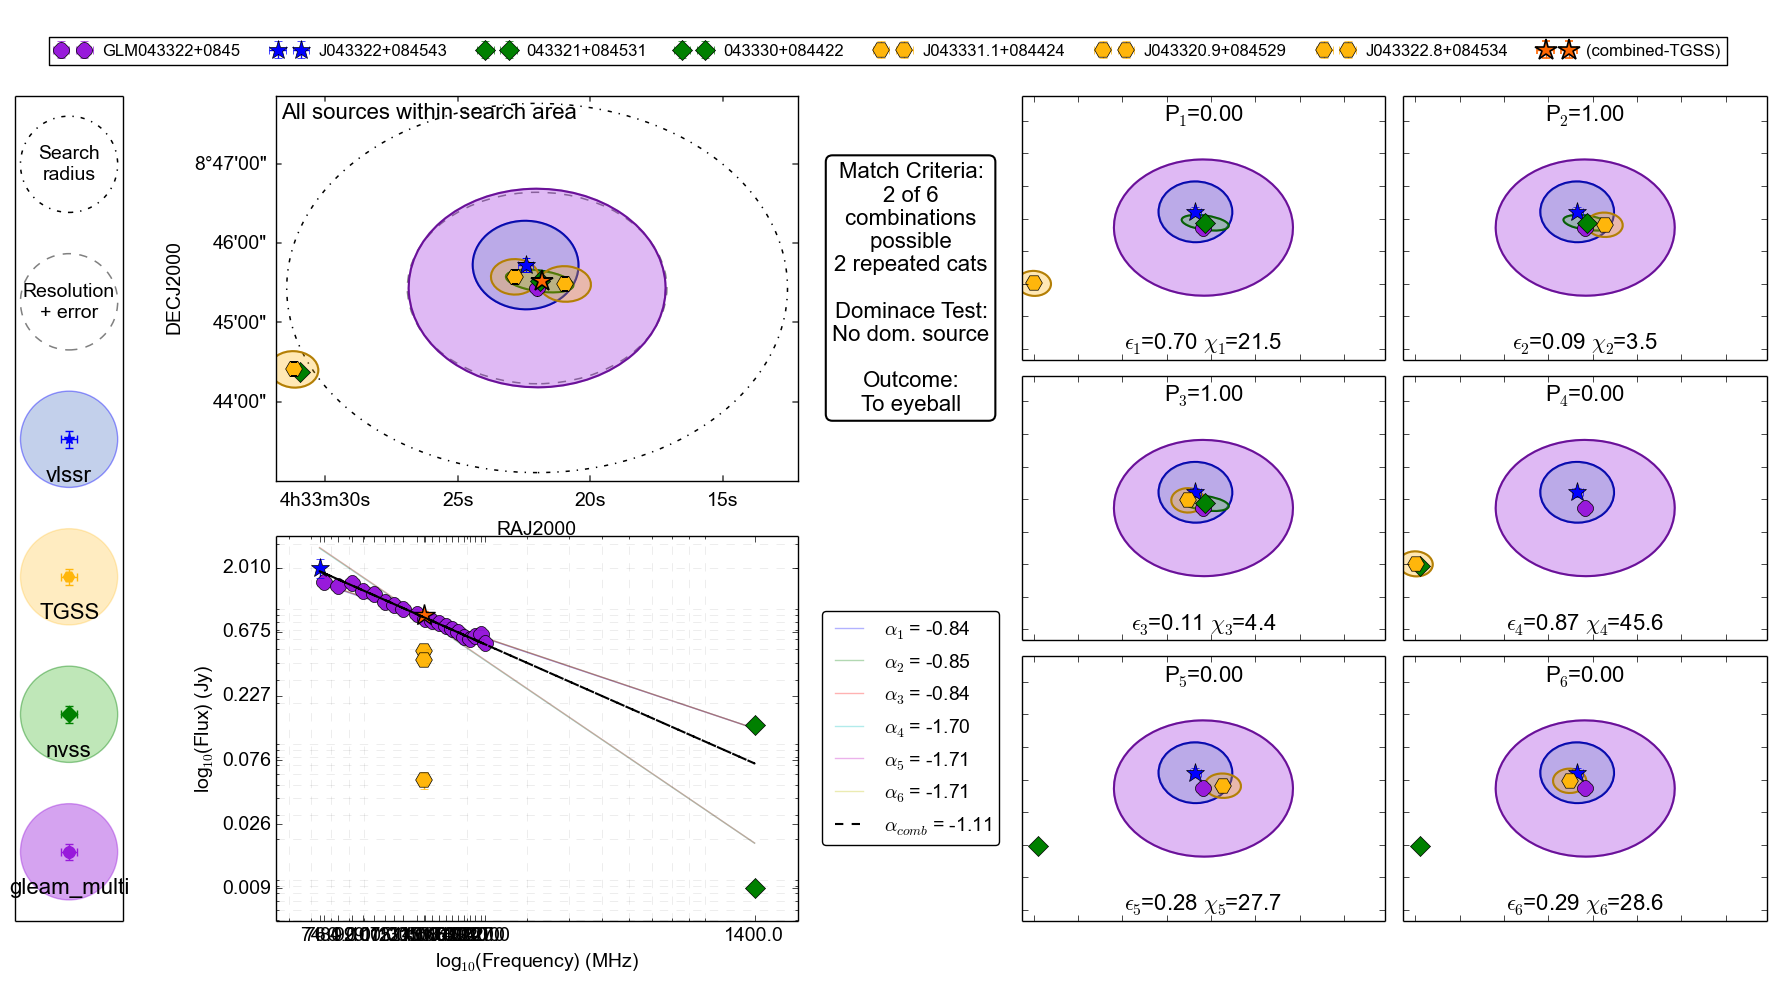 GLM043322+0845 J043322+084543 043321+084531 043330+084422 J043331.1+084424 J043320.9+084529 J043322.8+084534 (combined-TGSS)
Search
radius
Resolution
+ error
vlssr
TGSS
nvss
gleam_multi
All sources within search area
DECJ2000
8°47'00"
46'00"
45'00"
44'00"
4h33m30s 25s 20s 15s
RAJ2000
Match Criteria:
2 of 6
combinations
possible
2 repeated cats
Dominace Test:
No dom. source
Outcome:
To eyeball
log10(Flux) (Jy)
2.010
0.675
0.227
0.076
0.026
0.009
1400.0
log10(Frequency) (MHz)
α1 = -0.84
α2 = -0.85
α3 = -0.84
α4 = -1.70
α5 = -1.71
α6 = -1.71
αcomb = -1.11
P1=0.00
ϵ1=0.70 χ1=21.5
P2=1.00
ϵ2=0.09 χ2=3.5
P3=1.00
ϵ3=0.11 χ3=4.4
P4=0.00
ϵ4=0.87 χ4=45.6
P5=0.00
ϵ5=0.28 χ5=27.7
P6=0.00
ϵ6=0.29 χ6=28.6